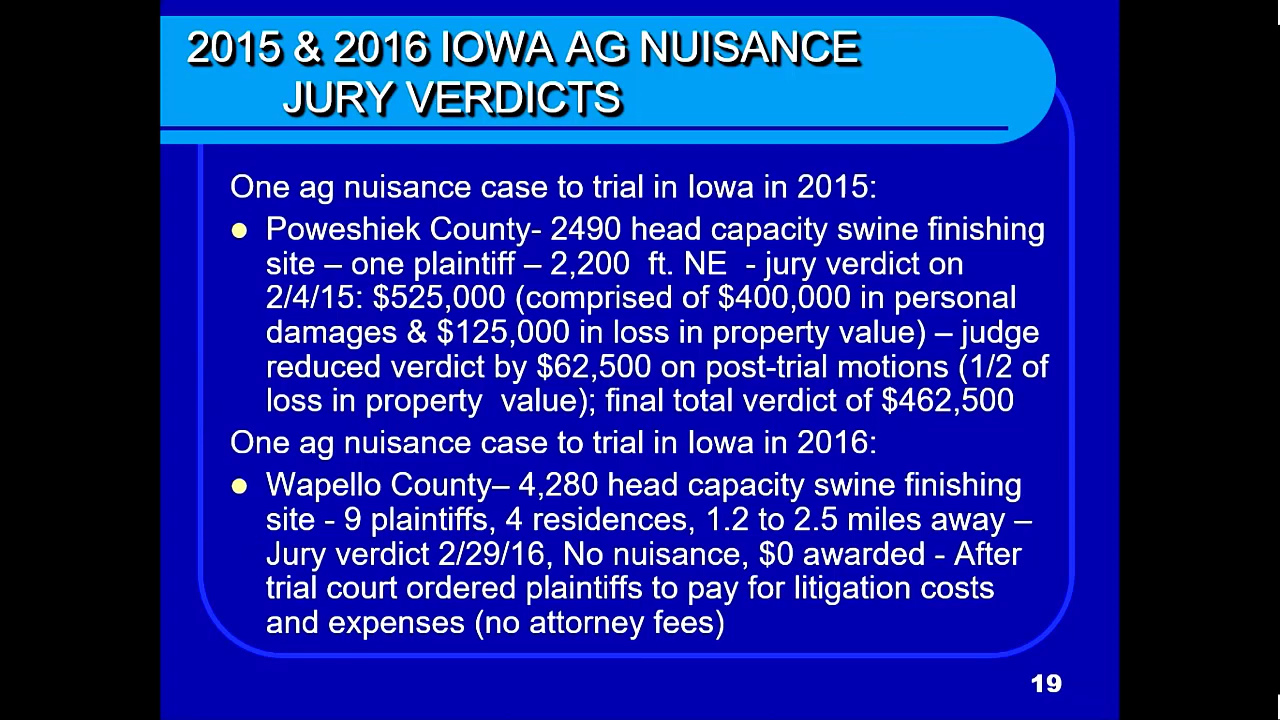 2015 & 2016 IOWA AG NUISANCE
JURY VERDICTS
One ag nuisance case to trial in Iowa in 2015:
Poweshiek County- 2490 head capacity swine finishing
site – one plaintiff – 2,200 ft. NE - jury verdict on
2/4/15: $525,000 (comprised of $400,000 in personal
damages & $125,000 in loss in property value) – judge
reduced verdict by $62,500 on post-trial motions (1/2 of
loss in property value); final total verdict of $462,500
One ag nuisance case to trial in Iowa in 2016:
Wapello County– 4,280 head capacity swine finishing
site - 9 plaintiffs, 4 residences, 1.2 to 2.5 miles away –
Jury verdict 2/29/16, No nuisance, $0 awarded - After
trial court ordered plaintiffs to pay for litigation costs
and expenses (no attorney fees)
19